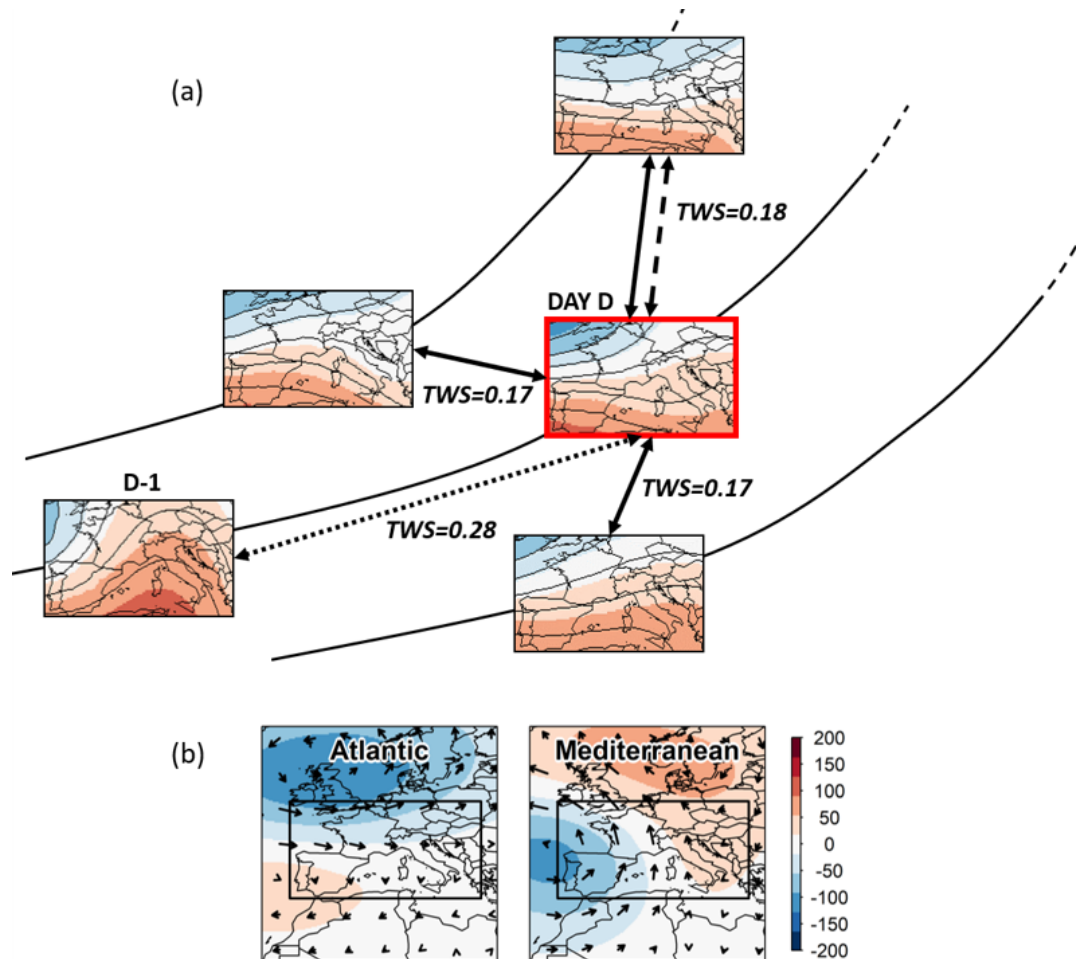 (a)
TWS=0.18
DAY D
TWS=0.17
D-1
TWS=0.17
TWS=0.28
(b)
Atlantic
Mediterranean
200
150
100
50
0
-50
-100
-150
-200